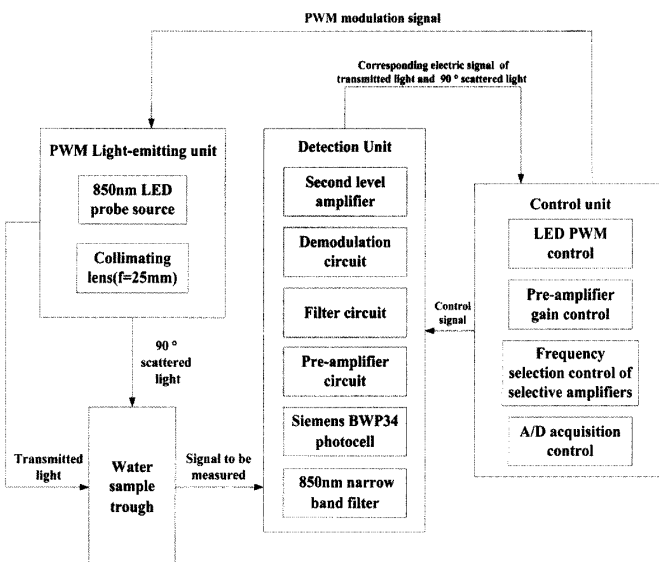 PWM modulation signal
Corresponding electric signal of
transmitted light and 90 ° scattered light
PWM Light-emitting unit
850nm LED
probe source
Collimating
lens(f=25mm)
90 °
scattered
light
Transmitted
light
Water
sample
trough
Signal to be
measured
Detection Unit
Second level
amplifier
Demodulation
circuit
Filter circuit
Pre-amplifier
circuit
Siemens BWP34
photocell
850nm narrow
band filter
Control
signal
Control unit
LED PWM
control
Pre-amplifier
gain control
Frequency
selection control of
selective amplifiers
A/D acquisition
control